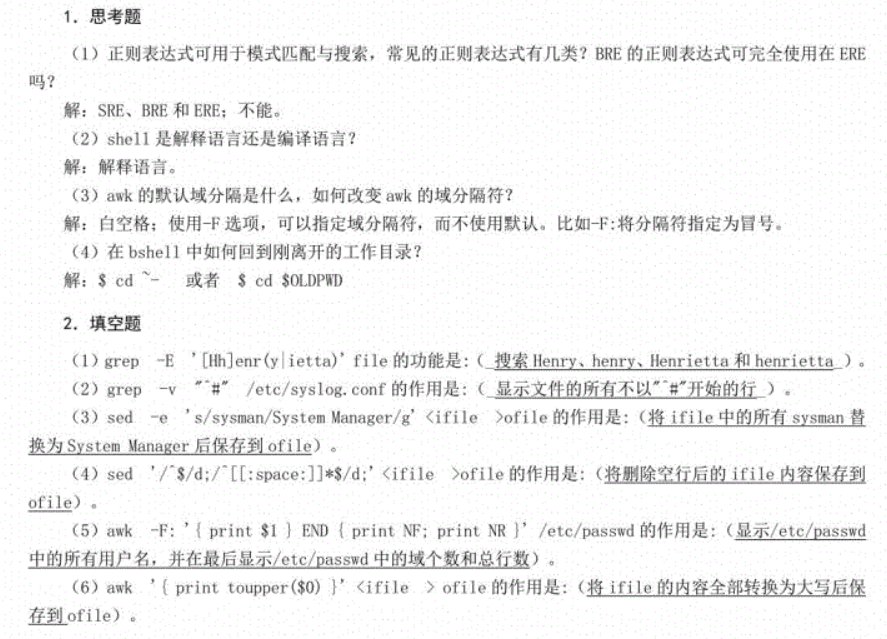 1. 思考题
（1）正则表达式可用于模式匹配与搜索，常见的正则表达式有几类？BRE 的正则表达式可完全使用在 ERE
吗？
解：SRE、BRE 和 ERE；不能。
（2）shell 是解释语言还是编译语言？
解：解释语言。
（3）awk 的默认域分隔是什么，如何改变 awk 的域分隔符？
解：白空格；使用-F 选项，可以指定域分隔符，而不使用默认。比如-F:将分隔符指定为冒号。
（4）在 bshell 中如何回到刚离开的工作目录？
解：$ cd ~- 或者 $ cd $OLDPWD
2. 填空题
（1）grep -E '[Hh]enr(y|ietta)' file 的功能是:（ 搜索 Henry、henry、Henrietta 和 henrietta ）。
（2）grep -v "^#" /etc/syslog.conf 的作用是:（ 显示文件的所有不以"^#"开始的行 ）。
（3）sed -e 's/sysman/System Manager/g' <ifile >ofile 的作用是:（将 ifile 中的所有 sysman 替
换为 System Manager 后保存到 ofile）。
（4）sed '/^$/d;/^[[:space:]]*$/d;' <ifile >ofile 的作用是:（将删除空行后的 ifile 内容保存到
ofile）。
（5）awk -F: '{ print $1 } END { print NF; print NR }' /etc/passwd 的作用是:（显示/etc/passwd
中的所有用户名，并在最后显示/etc/passwd 中的域个数和总行数）。
（6）awk '{ print toupper($0) }' <ifile > ofile 的作用是:（将 ifile 的内容全部转换为大写后保
存到 ofile）。